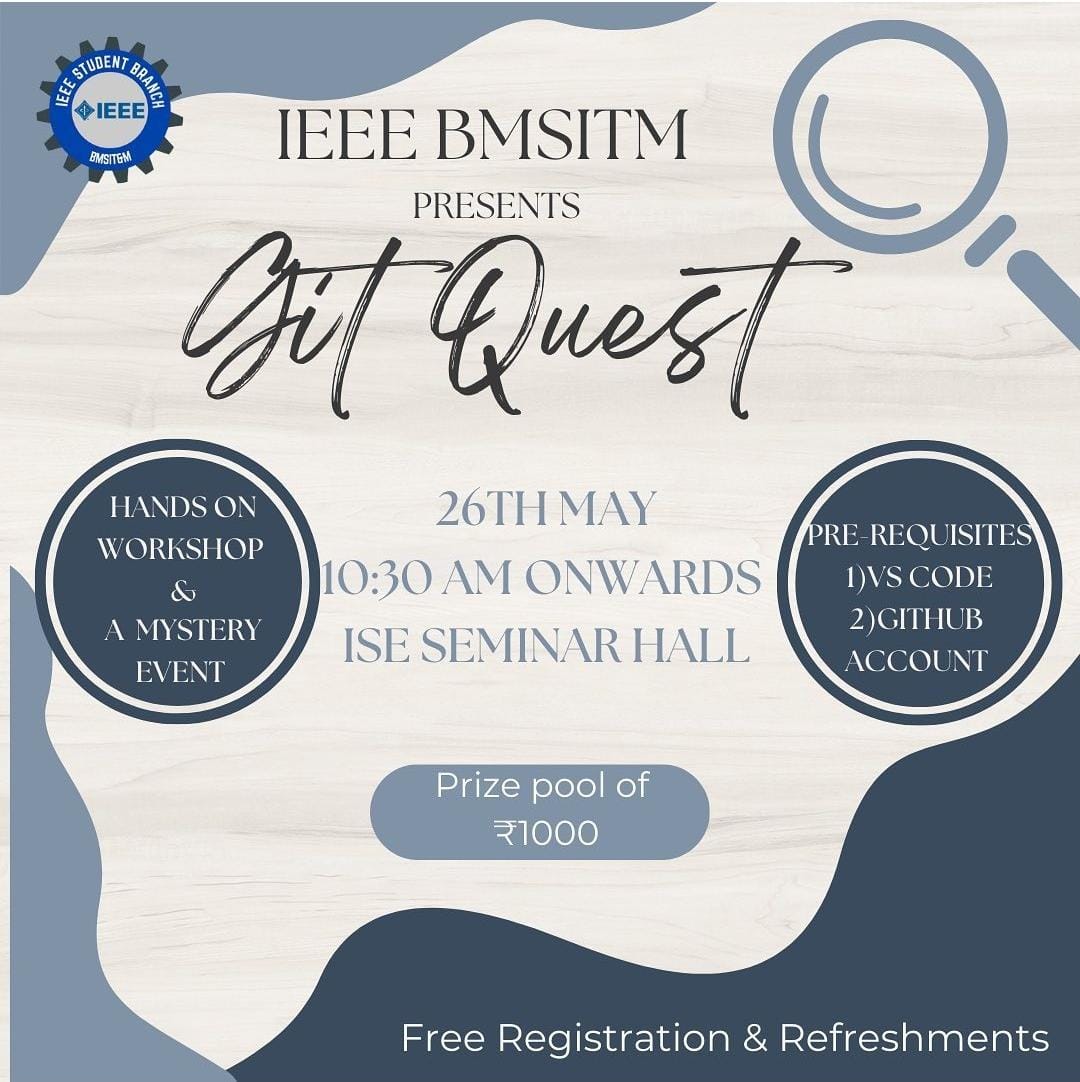 IEEE STUDENT BRANCH
IEEE
BMSIT&M
IEEE BMSITM
PRESENTS
Git Quest
HANDS ON
WORKSHOP
&
A MYSTERY
EVENT
26TH MAY
10:30 AM ONWARDS
ISE SEMINAR HALL
PRE-REQUISITES
1)VS CODE
2)GITHUB
ACCOUNT
Prize pool of
₹1000
Free Registration & Refreshments